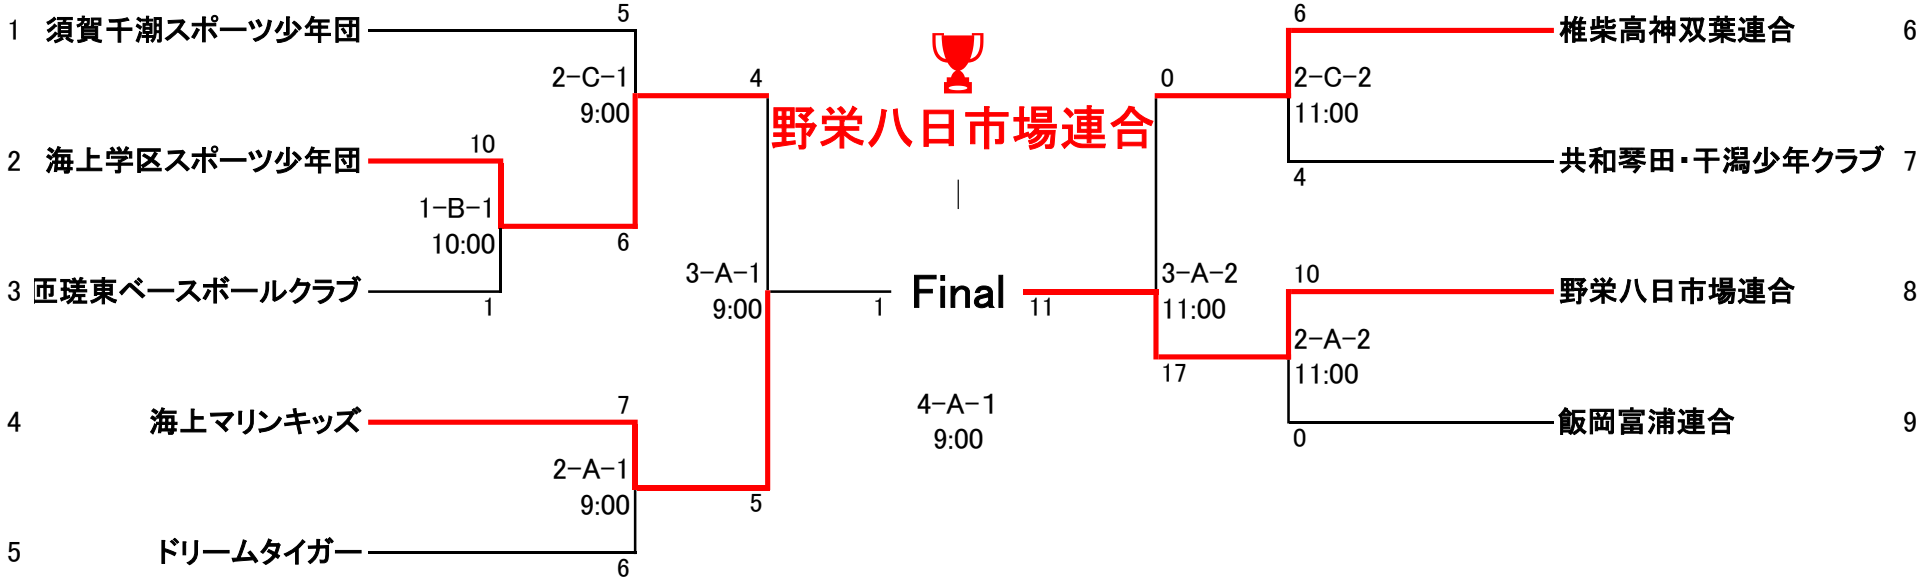 5
1 須賀千潮スポーツ少年団
2-C-1
9:00
4
10
2 海上学区スポーツ少年団
1-B-1
10:00
6
3 匝瑳東ベースボールクラブ
1
3-A-1
9:00
7
4 海上マリンキッズ
2-A-1
9:00
5
5 ドリームタイガー
6
野栄八日市場連合
1
Final
11
4-A-1
9:00
6
椎柴高神双葉連合 6
0
2-C-2
11:00
共和琴田・干潟少年クラブ 7
4
3-A-2
11:00
10
野栄八日市場連合 8
17
2-A-2
11:00
飯岡富浦連合 9
0